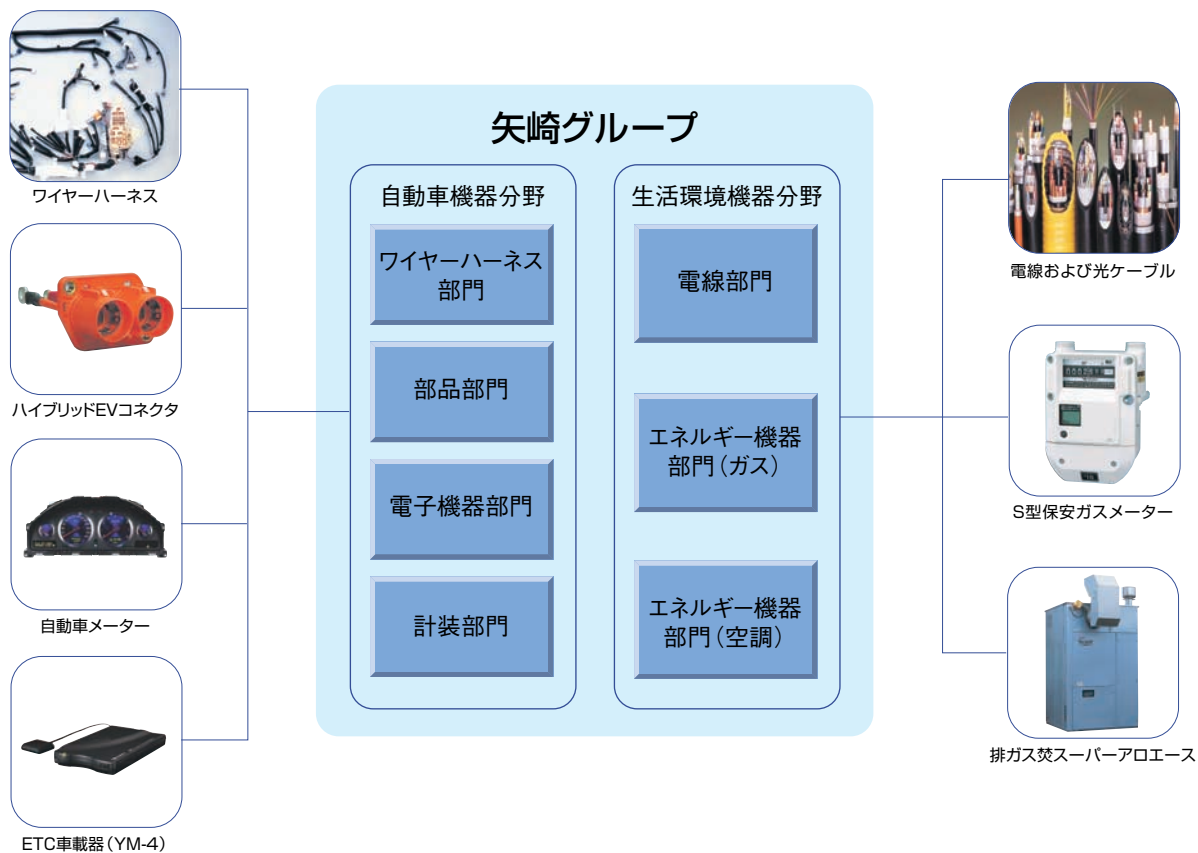 矢崎グループ
自動車機器分野
ワイヤーハーネス
部門
部品部門
電子機器部門
計装部門
生活環境機器分野
電線部門
エネルギー機器
部門(ガス)
エネルギー機器
部門(空調)
ワイヤーハーネス
ハイブリッドEVコネクタ
自動車メーター
ETC車載器(YM-4)
電線および光ケーブル
S型保安ガスメーター
排ガス焚スーパーアロエース